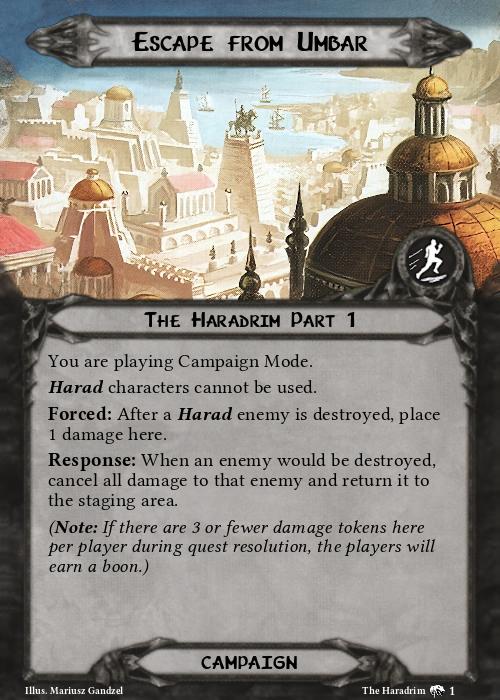 Escape from Umbar
The Haradrim Part 1
You are playing Campaign Mode.
Harad characters cannot be used.
Forced: After a Harad enemy is destroyed, place
1 damage here.
Response: When an enemy would be destroyed,
cancel all damage to that enemy and return it to
the staging area.
(Note: If there are 3 or fewer damage tokens here
per player during quest resolution, the players will
earn a boon.)
CAMPAIGN
Illus. Mariusz Gandzel
The Haradrim 1